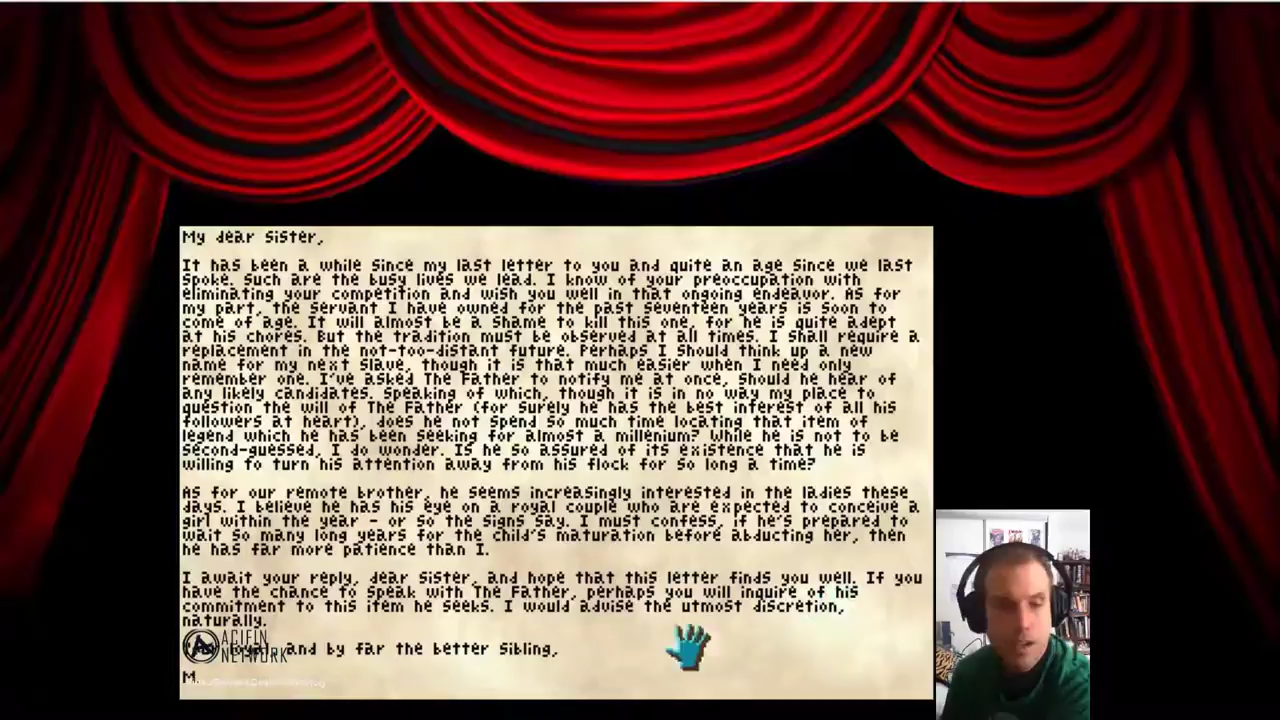 My dear Sister,
It has been a while Since my last letter to you and quite an age Since we last
Spoke. Such are the busy lives we lead. I know of your preoccupation with
eliminating your competition and wish you well in that ongoing endeavor. As for
my part, the Servant I have owned for the past Seventeen years is Soon to
come of age. It will almost be a Shame to kill this one, for he is quite adept
at his chores. But the tradition must be observed at all times. I Shall require a
replacement in the not-too-distant future. Perhaps I Should think up a new
name for my next Slave, though it is that much easier when I need only
remember one. I've asked The Father to notify me at once, Should he hear of
any likely candidates. Speaking of which, though it is in no way my place to
question the will of The Father (for Surely he has the best interest of all his
followers at heart), does he not Spend So much time locating that item of
legend which he has been Seeking for almost a millenium? While he is not to be
Second-guessed, I do wonder. Is he So assured of its existence that he is
willing to turn his attention away from his flock for So long a time?
As for our remote brother, he Seems increasingly interested in the ladies these
days. I believe he has his eye on a royal couple who are expected to conceive a
girl within the year - or So the Signs Say. I must confess, if he's prepared to
wait So many long years for the child's maturation before abducting her, then
he has far more patience than I.
I await your reply, dear Sister, and hope that this letter finds you well. If you
have the chance to Speak with The Father, perhaps you will inquire of his
commitment to this item he Seeks. I would advise the utmost discretion,
naturally.
ACIFIN
NETWORK
and by far the better Sibling,
M.